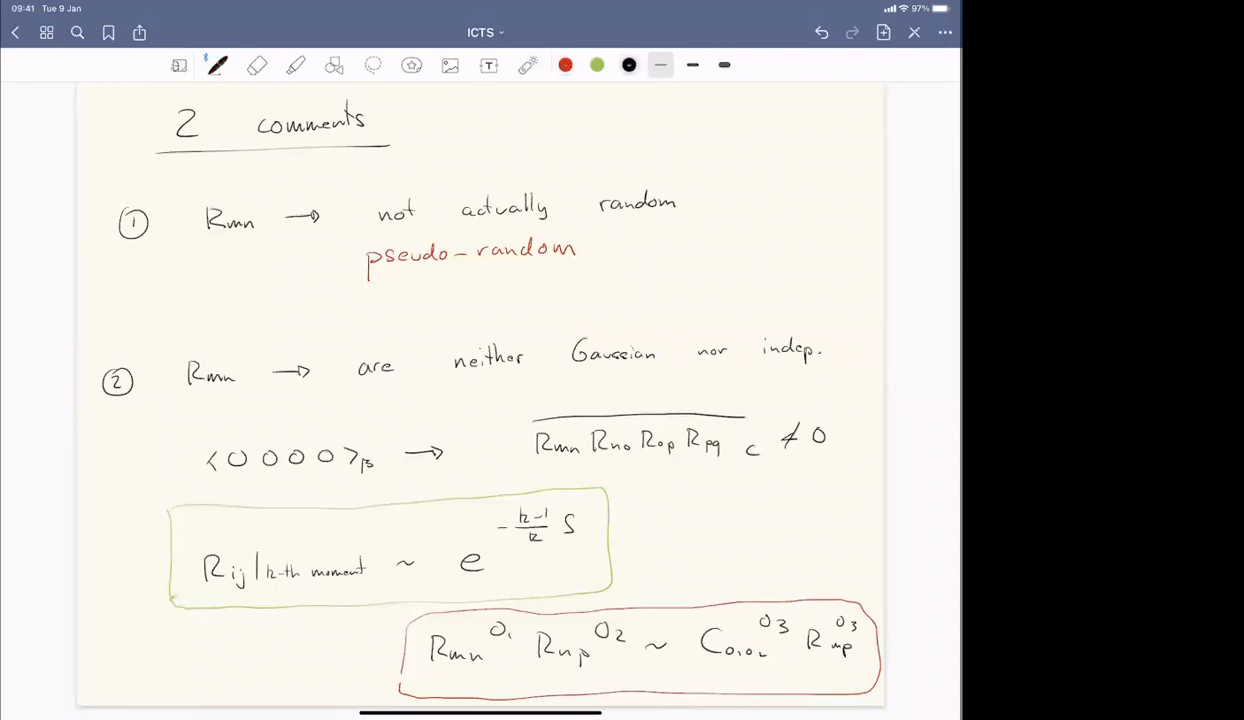 09:41 Tue 9 Jan 97%
ICTS
2 comments
① Rmn → not actually random
pseudo-random
② Rmn → are neither Gaussian nor indep.
<O O O O>β → Rmn Rno Rop Rpq c ≠ 0
Rij|k-th moment ~ e^{-\frac{k-1}{k} S}
Rmn^{O1} Rnp^{O2} ~ C_{O1O2}^{O3} Rmp^{O3}